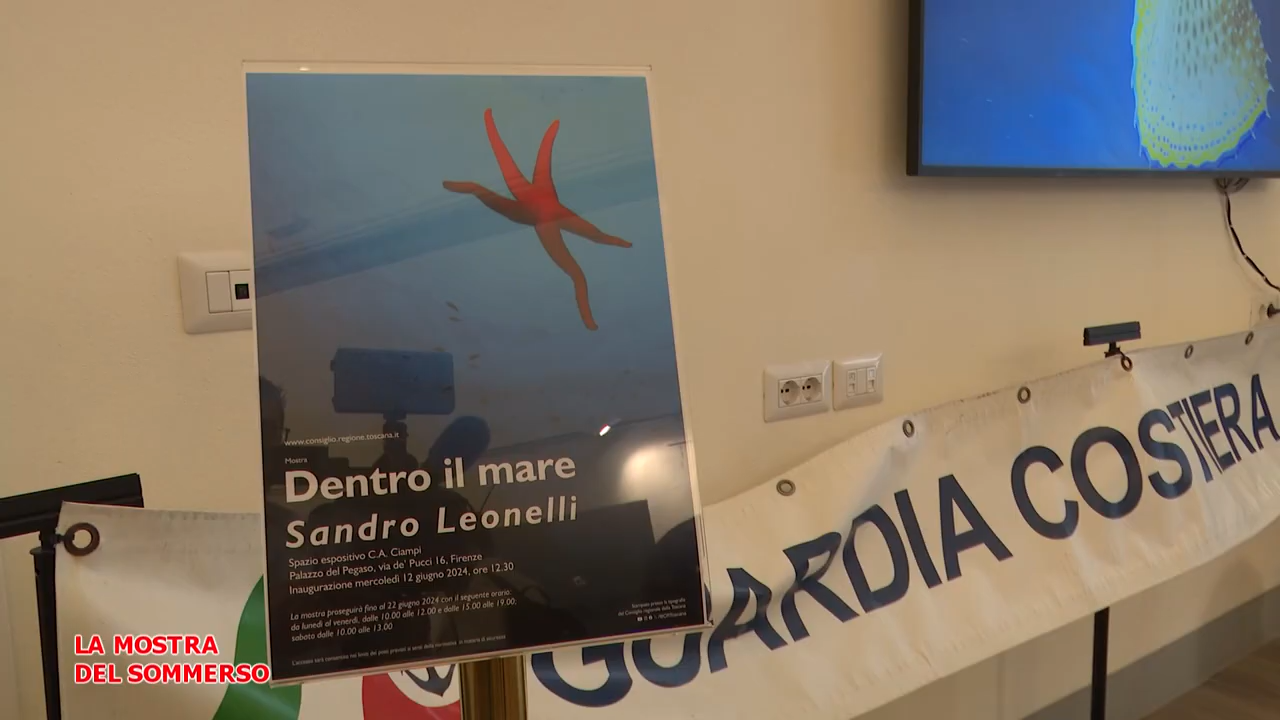 www.consiglio.regione.toscana.it
Mostra
Dentro il mare
Sandro Leonelli
Spazio espositivo C.A. Ciampi
Palazzo del Pegaso, via de' Pucci 16, Firenze
Inaugurazione mercoledì 12 giugno 2024, ore 12.30
La mostra proseguirà fino al 22 giugno 2024 con il seguente orario:
da lunedì al venerdì, dalle 10.00 alle 12.00 e dalle 15.00 alle 19.00;
sabato dalle 10.00 alle 13.00
GUARDIA COSTIERA
LA MOSTRA
DEL SOMMERSO